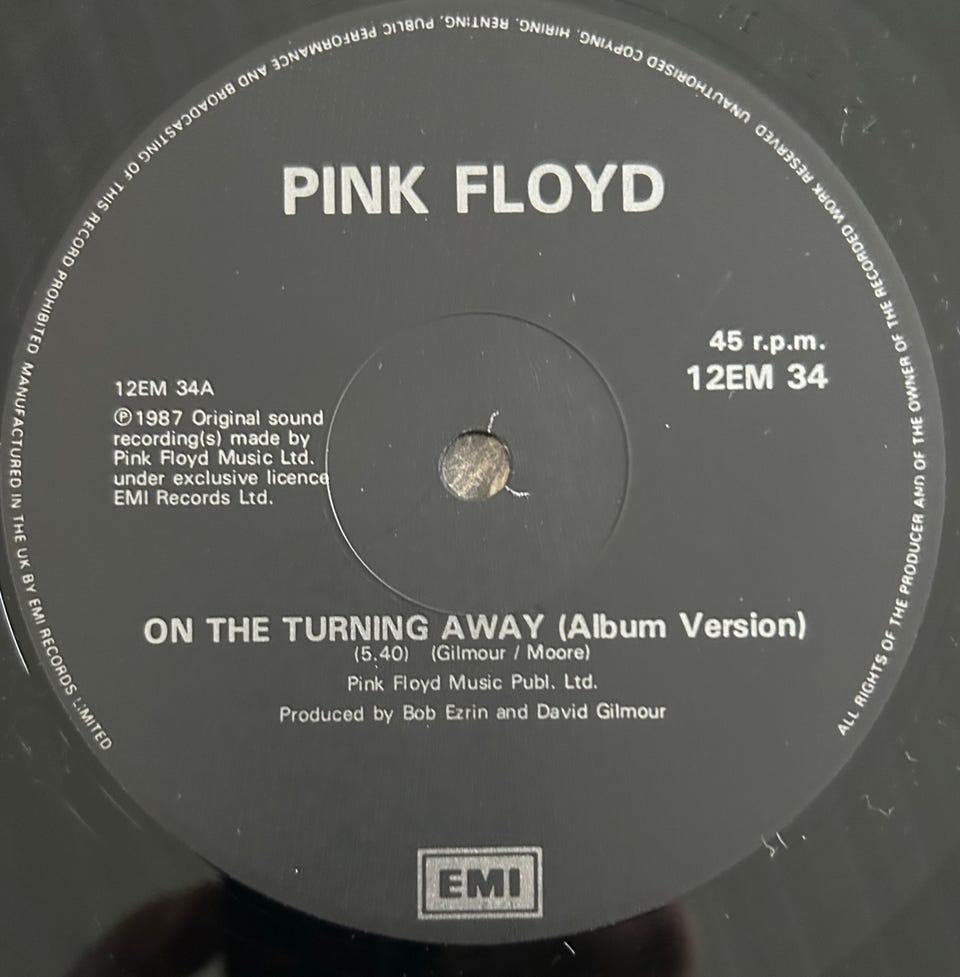 ALL RIGHTS OF THE PRODUCER AND OF THE OWNER OF THE RECORDED WORK RESERVED UNAUTHORISED COPYING, HIRING, RENTING, PUBLIC PERFORMANCE AND BROADCASTING OF THIS RECORD PROHIBITED MANUFACTURED IN THE UK BY EMI RECORDS LIMITED
PINK FLOYD
45 r.p.m.
12EM 34
12EM 34A
℗1987 Original sound
recording(s) made by
Pink Floyd Music Ltd.
under exclusive licence
EMI Records Ltd.
ON THE TURNING AWAY (Album Version)
(5.40) (Gilmour / Moore)
Pink Floyd Music Publ. Ltd.
Produced by Bob Ezrin and David Gilmour
EMI